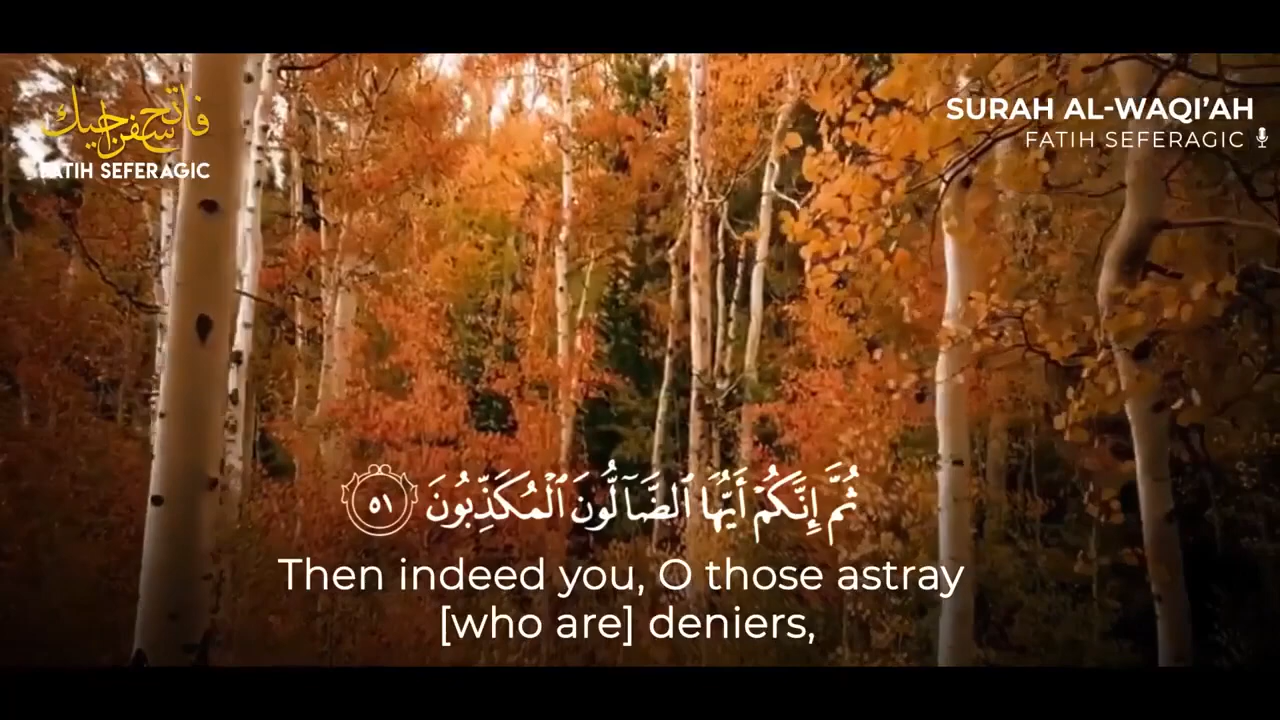 فاتح سفراجيك
FATIH SEFERAGIC
SURAH AL-WAQI'AH
FATIH SEFERAGIC
ثُمَّ إِنَّكُمْ أَيُّهَا ٱلضَّآلُّونَ ٱلْمُكَذِّبُونَ ٥١
Then indeed you, O those astray
[who are] deniers,